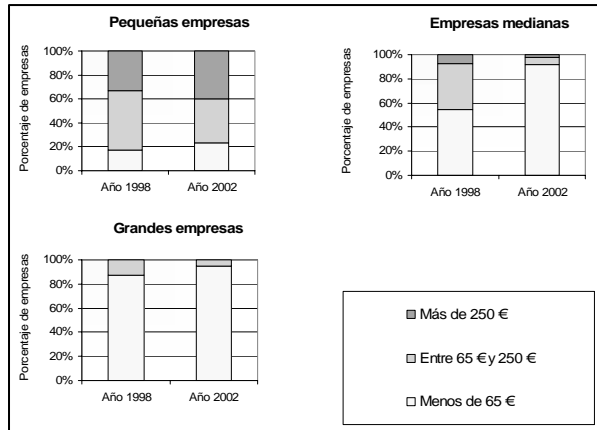 Pequeñas empresas
Porcentaje de empresas
100%
80%
60%
40%
20%
0%
Año 1998
Año 2002
Empresas medianas
Porcentaje de empresas
100%
80%
60%
40%
20%
0%
Año 1998
Año 2002
Grandes empresas
Porcentaje de empresas
100%
80%
60%
40%
20%
0%
Año 1998
Año 2002
Más de 250 €
Entre 65 € y 250 €
Menos de 65 €